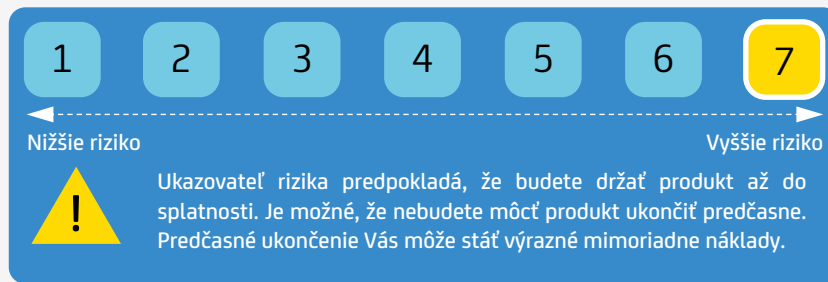 1 2 3 4 5 6 7
Nižšie riziko Vyššie riziko
! Ukazovateľ rizika predpokladá, že budete držať produkt až do
splatnosti. Je možné, že nebudete môcť produkt ukončiť predčasne.
Predčasné ukončenie Vás môže stáť výrazné mimoriadne náklady.